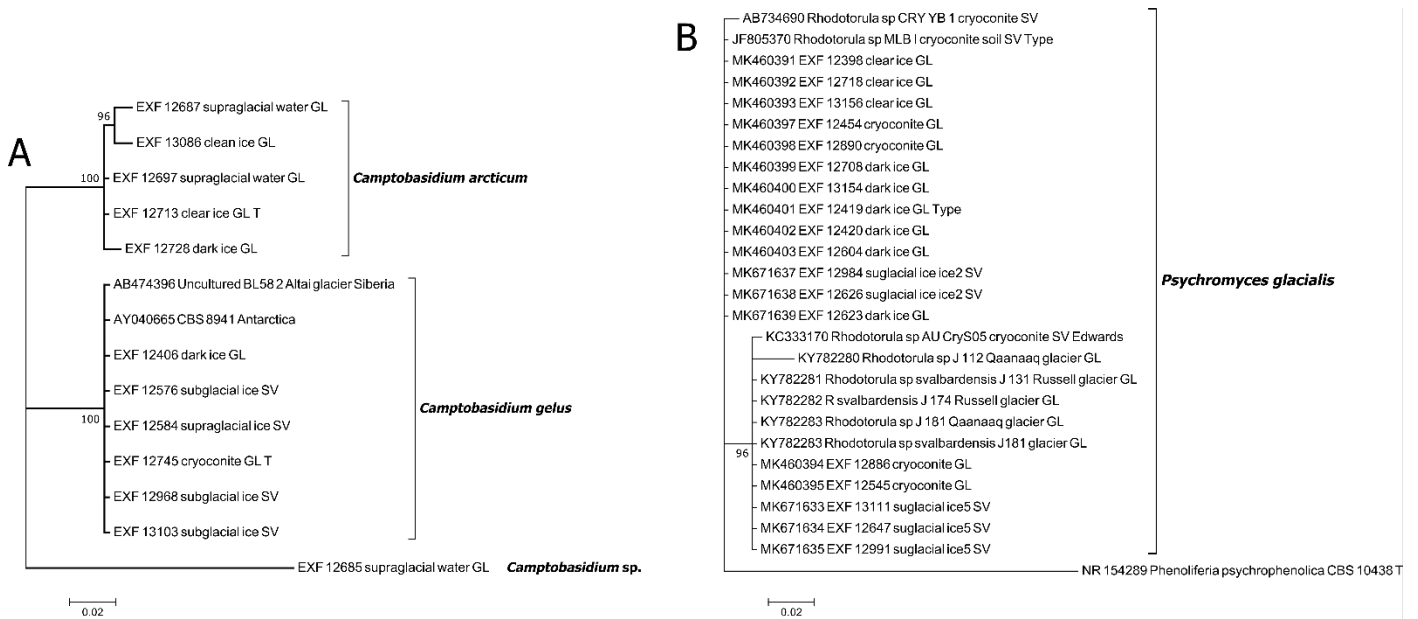 A
96
EXF 12687 supraglacial water GL
EXF 13086 clean ice GL
100
EXF 12697 supraglacial water GL
EXF 12713 clear ice GL T
EXF 12728 dark ice GL
Camptobasidium arcticum
AB474396 Uncultured BL58 2 Altai glacier Siberia
AY040665 CBS 8941 Antarctica
EXF 12406 dark ice GL
EXF 12576 subglacial ice SV
100
EXF 12584 supraglacial ice SV
EXF 12745 cryoconite GL T
EXF 12968 subglacial ice SV
EXF 13103 subglacial ice SV
Camptobasidium gelus
EXF 12685 supraglacial water GL
Camptobasidium sp.
0.02
B
AB734690 Rhodotorula sp CRY YB 1 cryoconite SV
JF805370 Rhodotorula sp MLB I cryoconite soil SV Type
MK460391 EXF 12398 clear ice GL
MK460392 EXF 12718 clear ice GL
MK460393 EXF 13156 clear ice GL
MK460397 EXF 12454 cryoconite GL
MK460398 EXF 12890 cryoconite GL
MK460399 EXF 12708 dark ice GL
MK460400 EXF 13154 dark ice GL
MK460401 EXF 12419 dark ice GL Type
MK460402 EXF 12420 dark ice GL
MK460403 EXF 12604 dark ice GL
MK671637 EXF 12984 suglacial ice ice2 SV
MK671638 EXF 12626 suglacial ice ice2 SV
MK671639 EXF 12623 dark ice GL
KC333170 Rhodotorula sp AU CryS05 cryoconite SV Edwards
KY782280 Rhodotorula sp J 112 Qaanaaq glacier GL
KY782281 Rhodotorula sp svalbardensis J 131 Russell glacier GL
KY782282 R svalbardensis J 174 Russell glacier GL
KY782283 Rhodotorula sp J 181 Qaanaaq glacier GL
KY782283 Rhodotorula sp svalbardensis J181 glacier GL
96
MK460394 EXF 12886 cryoconite GL
MK460395 EXF 12545 cryoconite GL
MK671633 EXF 13111 suglacial ice5 SV
MK671634 EXF 12647 suglacial ice5 SV
MK671635 EXF 12991 suglacial ice5 SV
Psychromyces glacialis
NR 154289 Phenoliferia psychrophenolica CBS 10438 T
0.02